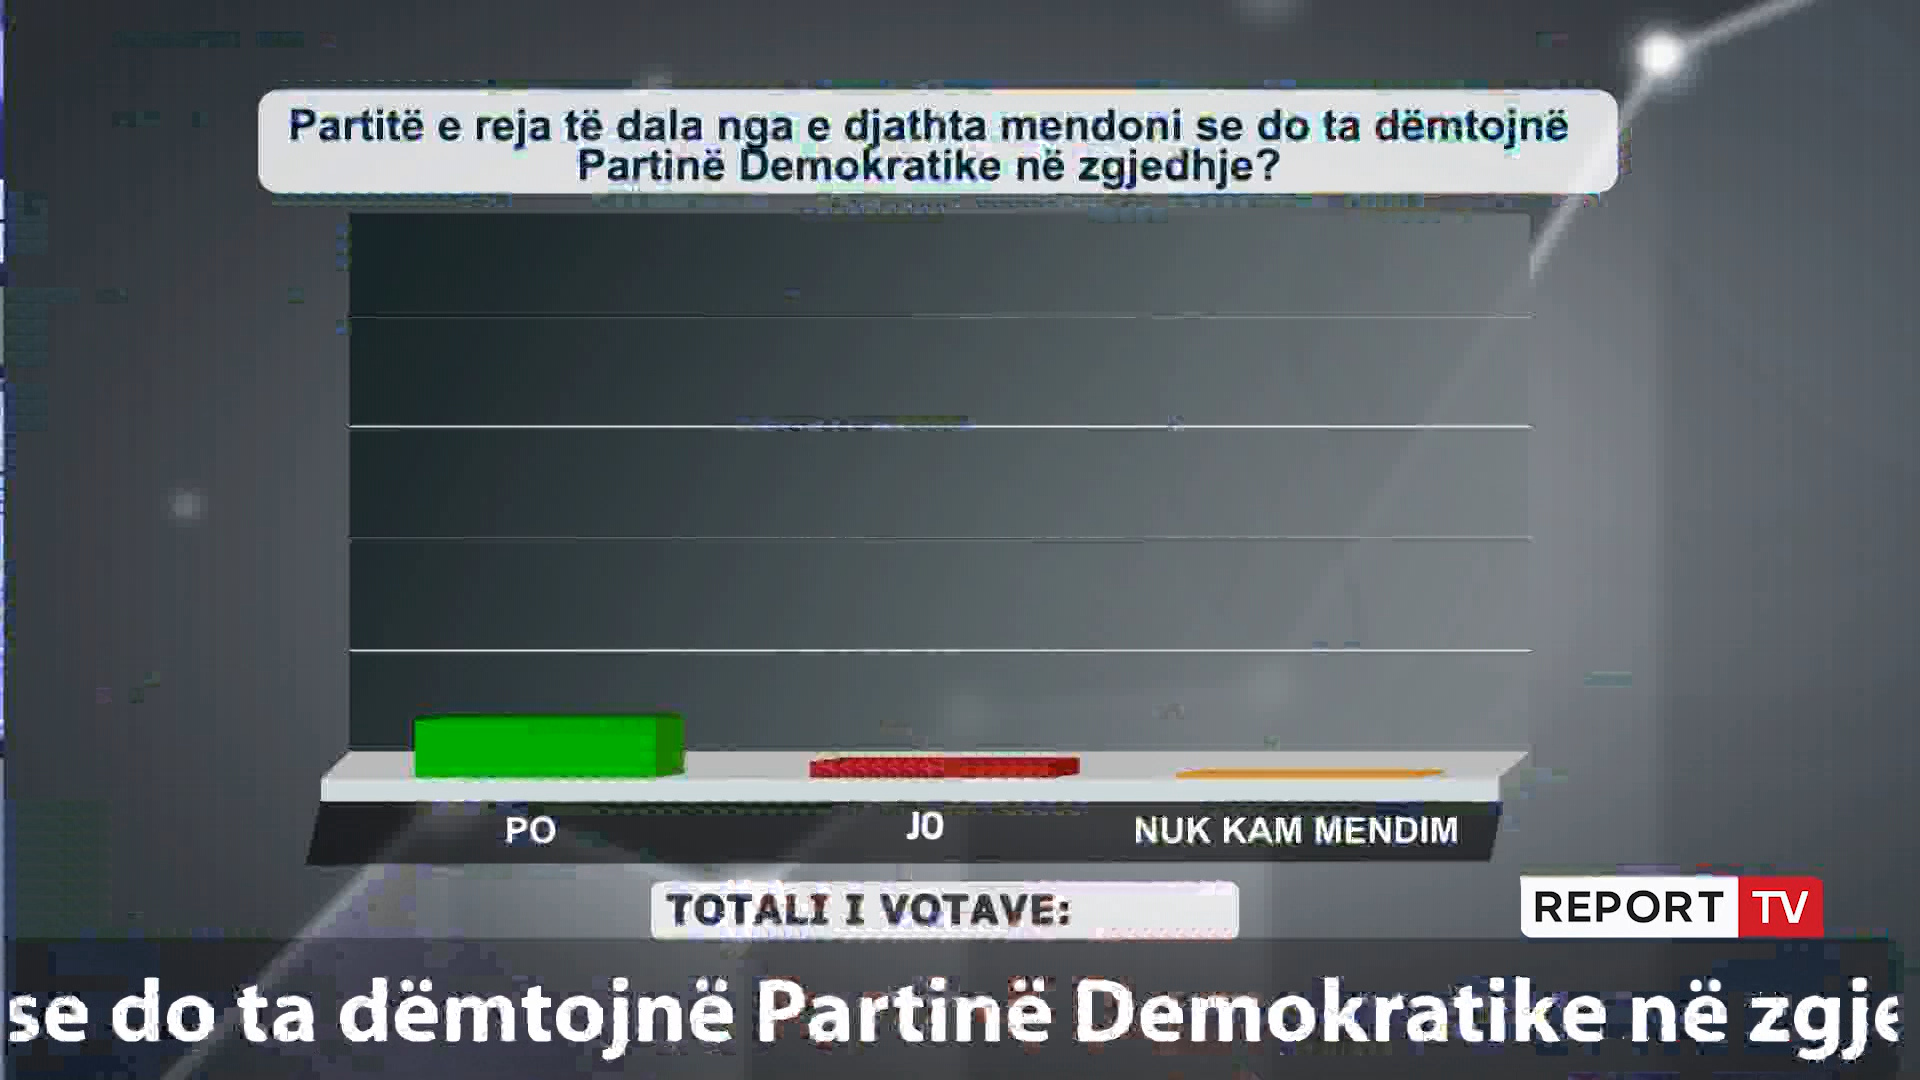 Partitë e reja të dala nga e djathta mendoni se do ta dëmtojnë
Partinë Demokratike në zgjedhje?
PO
JO
NUK KAM MENDIM
TOTALI I VOTAVE:
REPORT TV
se do ta dëmtojnë Partinë Demokratike në zgje